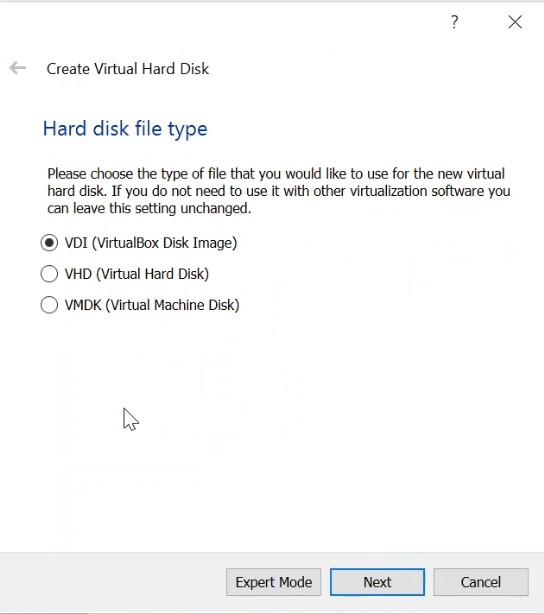 ?
Create Virtual Hard Disk
Hard disk file type
Please choose the type of file that you would like to use for the new virtual
hard disk. If you do not need to use it with other virtualization software you
can leave this setting unchanged.
VDI (VirtualBox Disk Image)
VHD (Virtual Hard Disk)
VMDK (Virtual Machine Disk)
Expert Mode Next Cancel